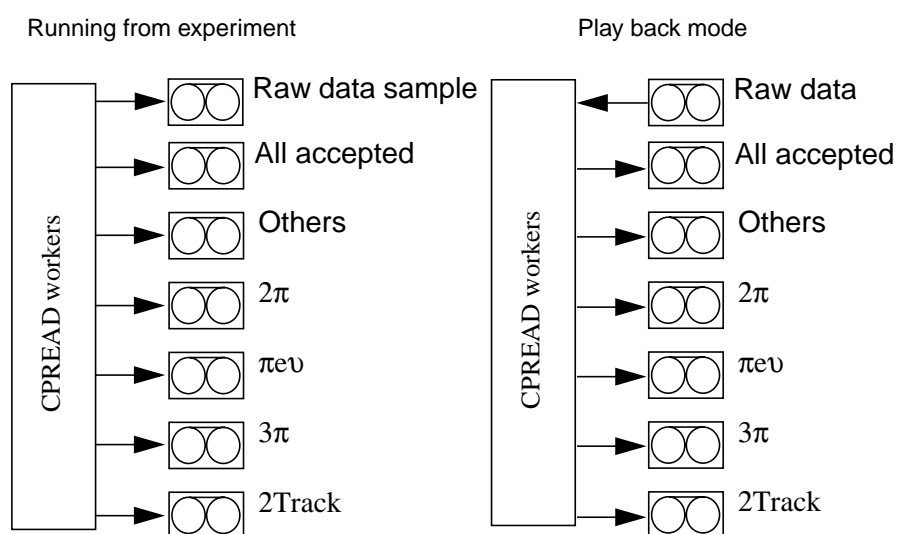 Running from experiment
CPREAD workers
Raw data sample
All accepted
Others
2π
πeυ
3π
2Track
Play back mode
CPREAD workers
Raw data
All accepted
Others
2π
πeυ
3π
2Track